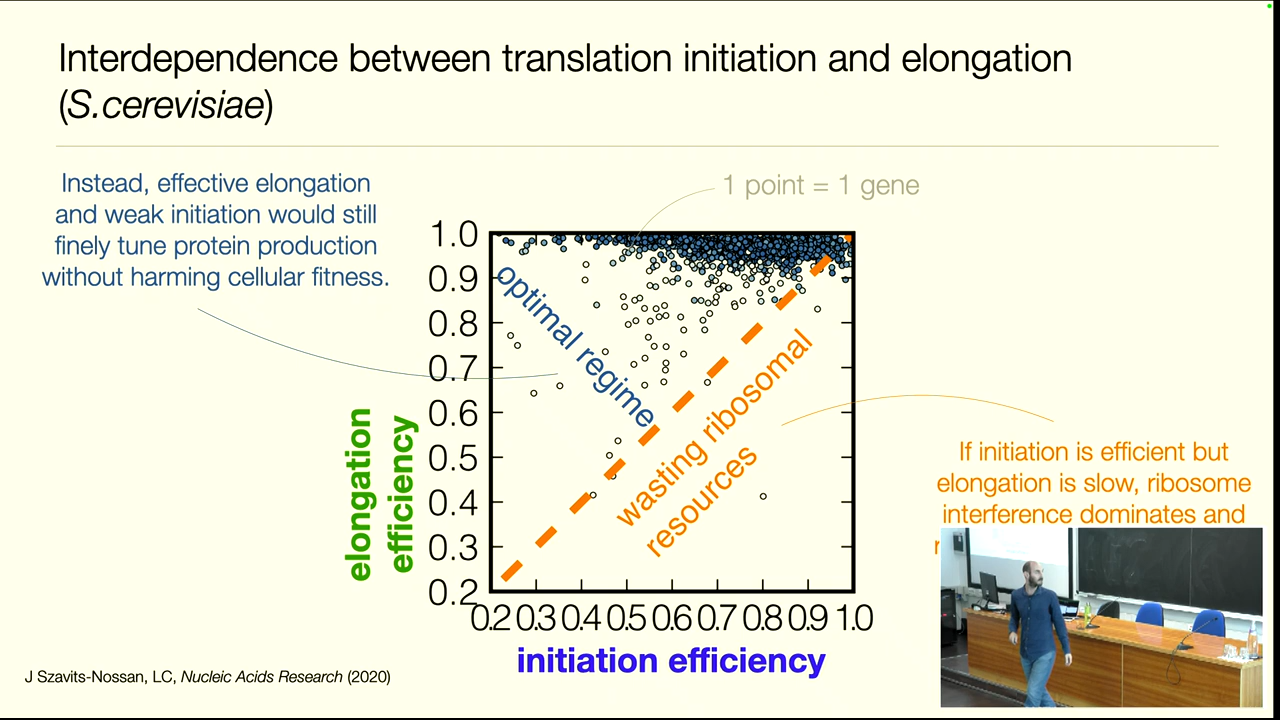 Interdependence between translation initiation and elongation
(S.cerevisiae)
Instead, effective elongation
and weak initiation would still
finely tune protein production
without harming cellular fitness.
1 point = 1 gene
1.0
0.9
0.8
0.7
0.6
0.5
0.4
0.3
0.2
elongation
efficiency
optimal regime
wasting ribosomal
resources
0.2 0.3 0.4 0.5 0.6 0.7 0.8 0.9 1.0
initiation efficiency
If initiation is efficient but
elongation is slow, ribosome
interference dominates and
J Szavits-Nossan, LC, Nucleic Acids Research (2020)